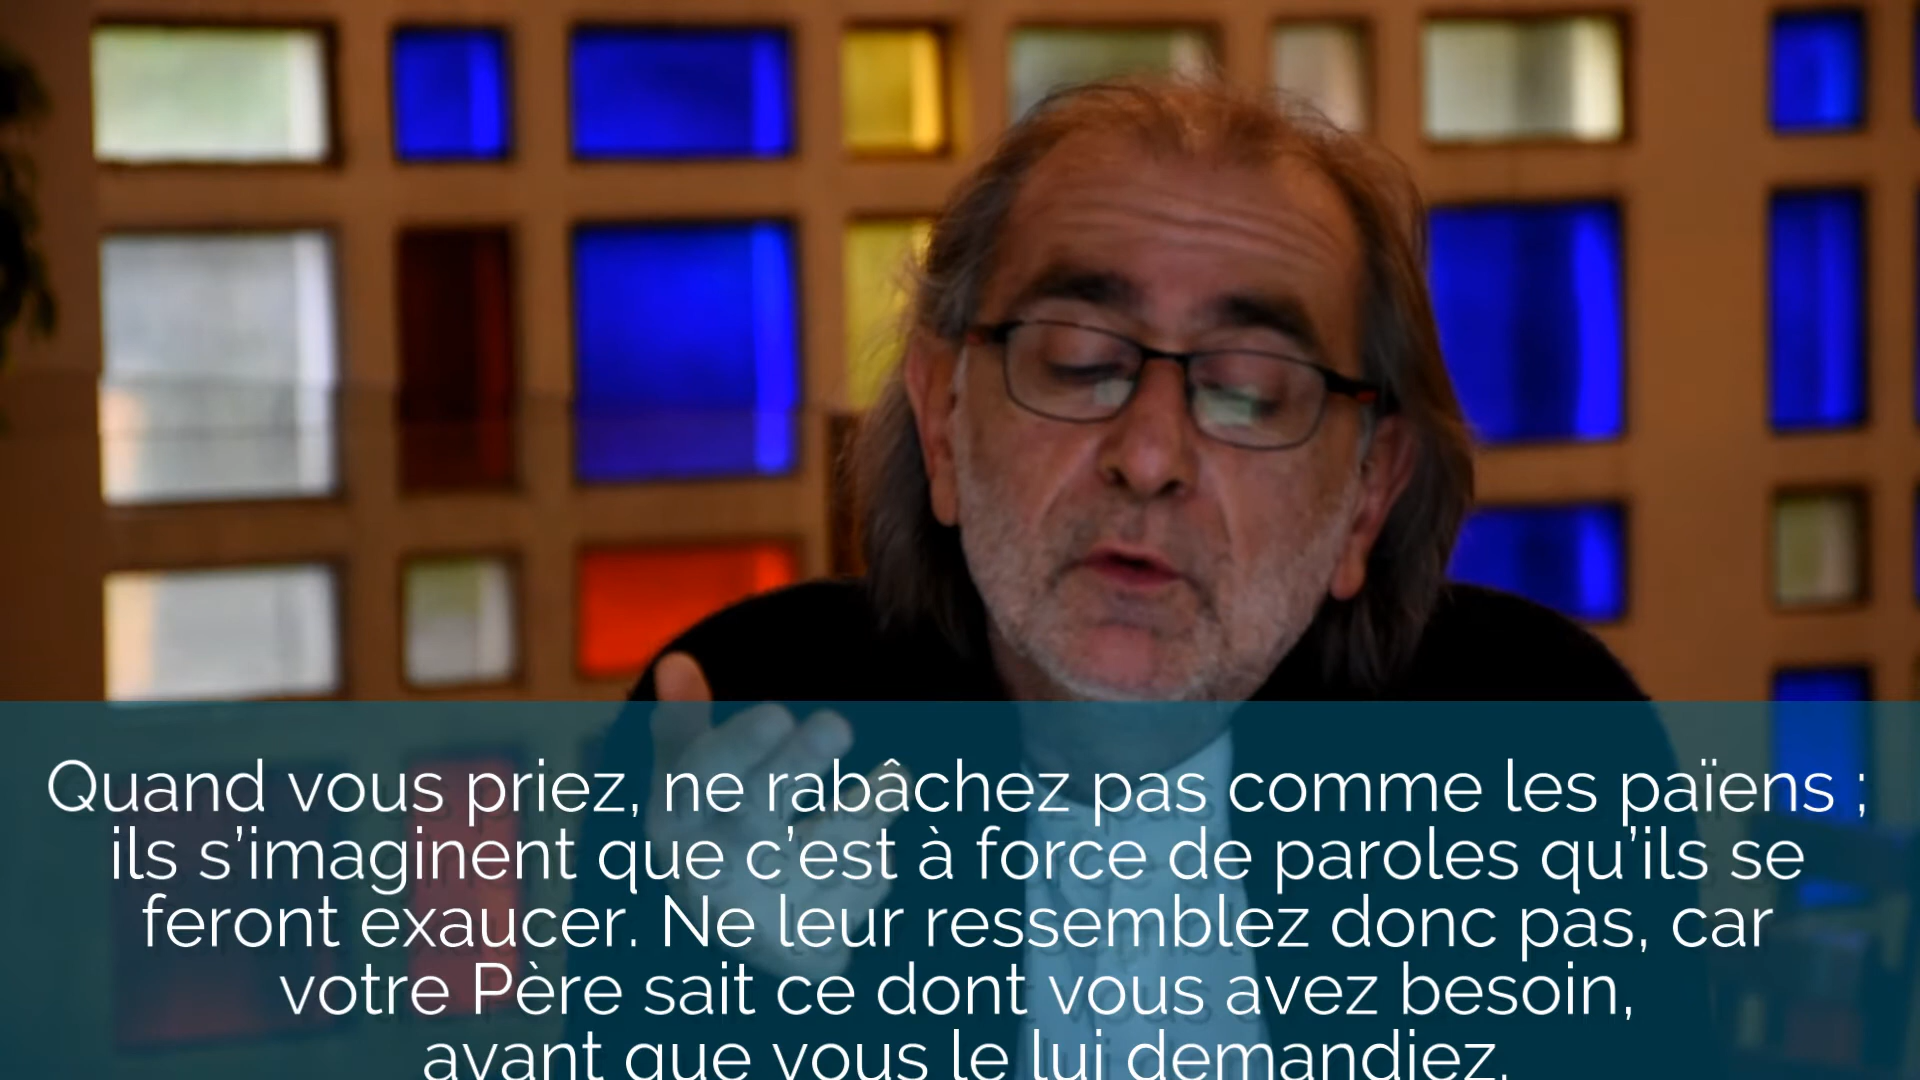 Quand vous priez, ne rabâchez pas comme les païens ;
ils s’imaginent que c’est à force de paroles qu’ils se
feront exaucer. Ne leur ressemblez donc pas, car
votre Père sait ce dont vous avez besoin,
avant que vous le lui demandiez.